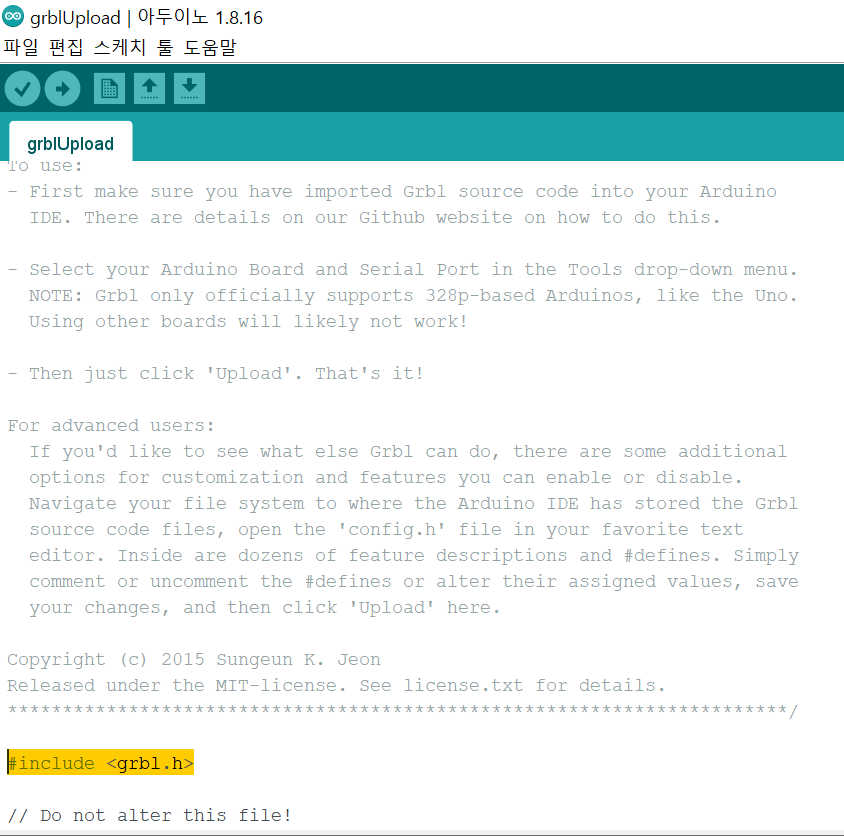 grblUpload | 아두이노 1.8.16
파일 편집 스케치 툴 도움말
grblUpload
To use:
- First make sure you have imported Grbl source code into your Arduino
IDE. There are details on our Github website on how to do this.
- Select your Arduino Board and Serial Port in the Tools drop-down menu.
NOTE: Grbl only officially supports 328p-based Arduinos, like the Uno.
Using other boards will likely not work!
- Then just click 'Upload'. That's it!
For advanced users:
If you'd like to see what else Grbl can do, there are some additional
options for customization and features you can enable or disable.
Navigate your file system to where the Arduino IDE has stored the Grbl
source code files, open the 'config.h' file in your favorite text
editor. Inside are dozens of feature descriptions and #defines. Simply
comment or uncomment the #defines or alter their assigned values, save
your changes, and then click 'Upload' here.
Copyright (c) 2015 Sungeun K. Jeon
Released under the MIT-license. See license.txt for details.
***********************************************************************/
#include <grbl.h>
// Do not alter this file!